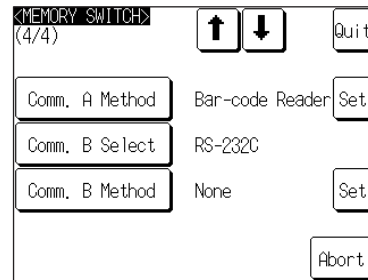 <MEMORY SWITCH>
(4/4)
Quit
Comm. A Method Bar-code Reader Set
Comm. B Select RS-232C
Comm. B Method None Set
Abort